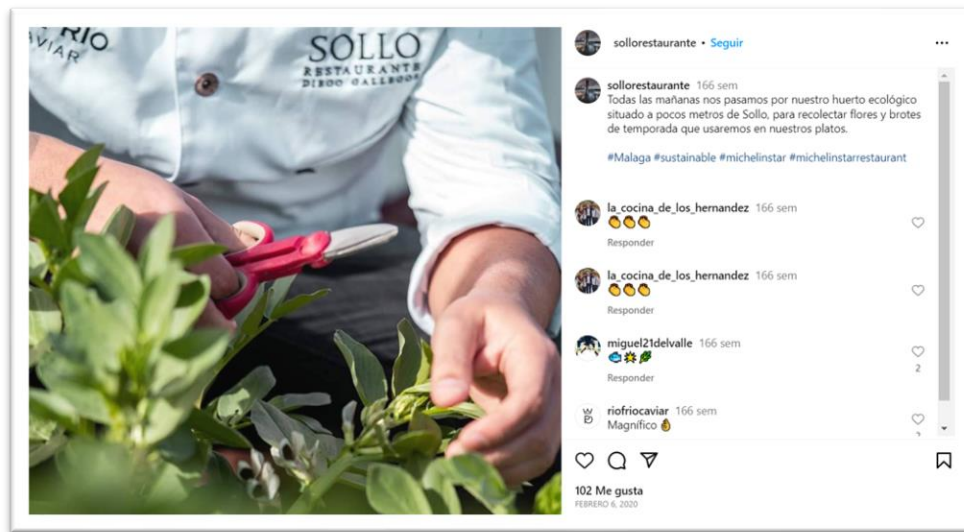 RIO
AVIAR
SOLLO
RESTAURANTE
DIEGO GALLEGOS
sollorestaurante • Seguir
sollorestaurante 166 sem
Todas las mañanas nos pasamos por nuestro huerto ecológico
situado a pocos metros de Sollo, para recolectar flores y brotes
de temporada que usaremos en nuestros platos.
#Malaga #sustainable #michelinstar #michelinstarrestaurant
la_cocina_de_los_hernandez 166 sem
👏👏👏
Responder
la_cocina_de_los_hernandez 166 sem
👏👏👏
Responder
miguel21delvalle 166 sem
2
Responder
riofriocaviar 166 sem
Magnífico 👌
102 Me gusta
FEBRERO 6, 2020